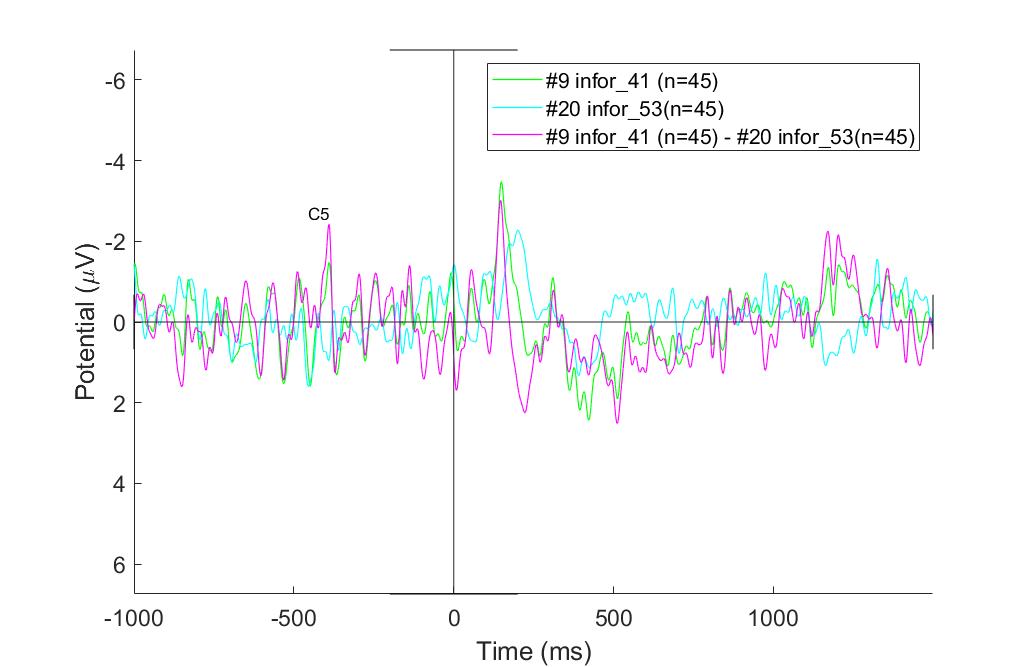 -6
-4
-2
0
2
4
6
Potential (μV)
#9 infor_41 (n=45)
#20 infor_53(n=45)
#9 infor_41 (n=45) - #20 infor_53(n=45)
C5
-1000
-500
0
500
1000
Time (ms)